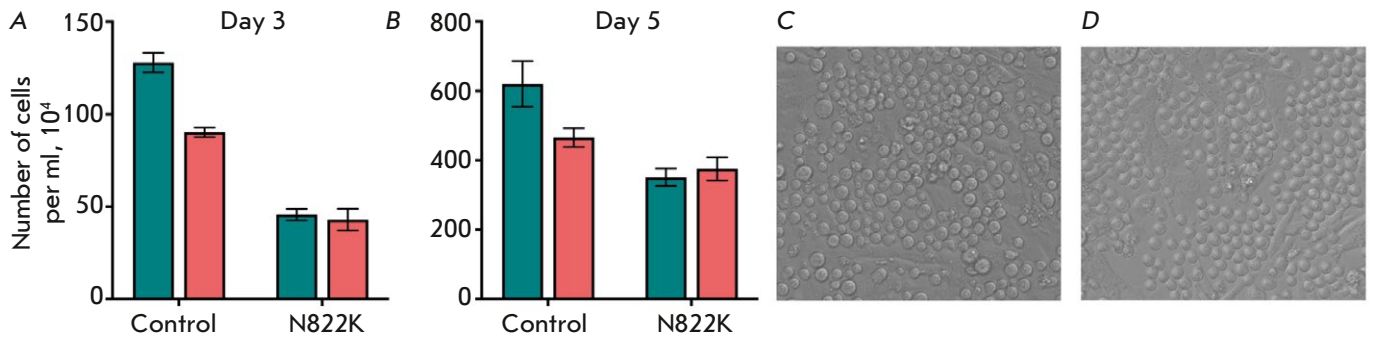 A
Day 3
Number of cells
per ml, 10⁴
150
100
50
0
Control N822K
B
Day 5
800
600
400
200
0
Control N822K
C
D